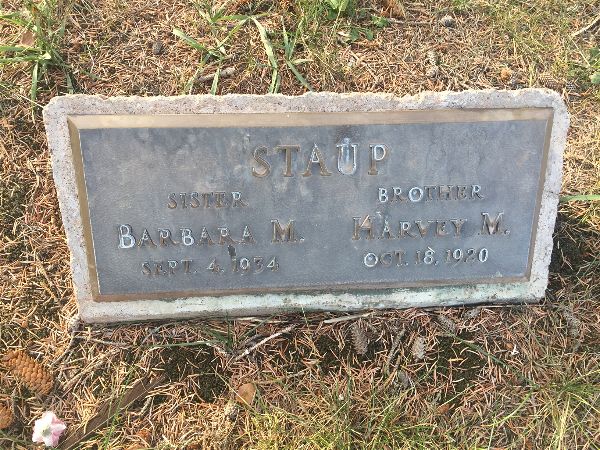 STAUP
SISTER BROTHER
BARBARA M. HARVEY M.
SEPT. 4, 1934 OCT. 18, 1920